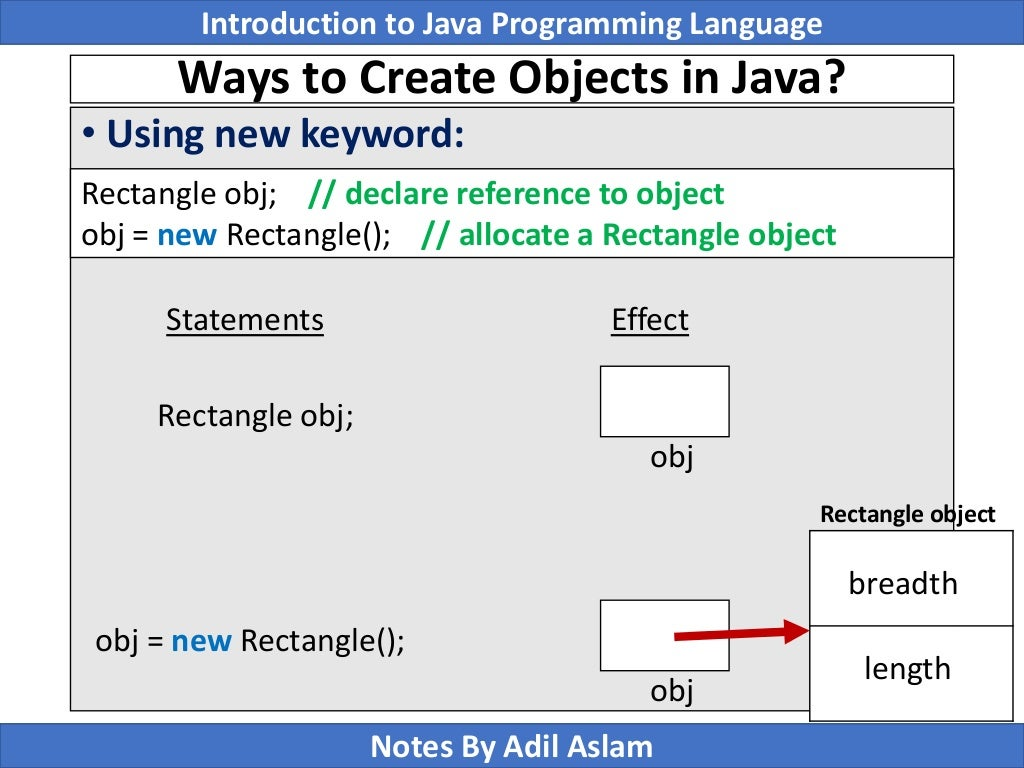 Introduction to Java Programming Language
Ways to Create Objects in Java?
• Using new keyword:
Rectangle obj; // declare reference to object
obj = new Rectangle(); // allocate a Rectangle object
Statements Effect
Rectangle obj;
obj
Rectangle object
breadth
obj = new Rectangle();
length
obj
Notes By Adil Aslam